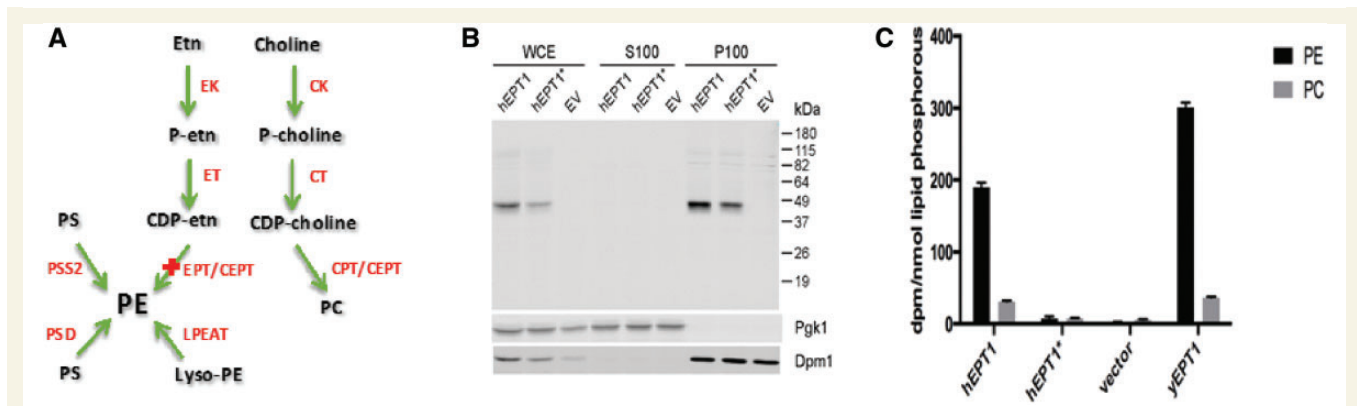 A
Etn Choline
EK CK
P-etn P-choline
ET CT
PS CDP-etn CDP-choline
PSS2 EPT/CEPT CPT/CEPT
PE PC
PSD LPEAT
PS Lyso-PE
B
WCE S100 P100
hEPT1 hEPT1* EV hEPT1 hEPT1* EV hEPT1 hEPT1* EV
kDa
180
115
82
64
49
37
26
19
Pgk1
Dpm1
C
dpm/nmol lipid phosphorous
400
300
200
100
0
hEPT1 hEPT1* vector yEPT1
PE
PC